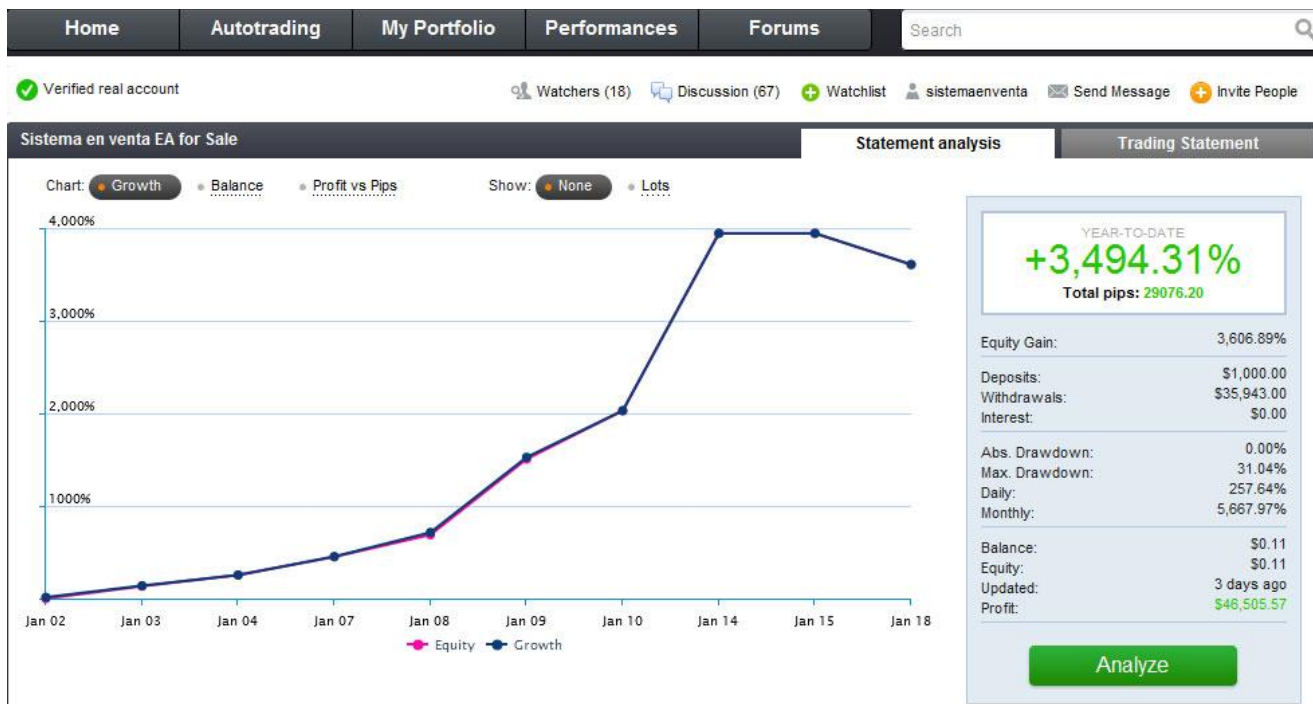 Home Autotrading My Portfolio Performances Forums Search
Verified real account Watchers (18) Discussion (67) Watchlist sistemaenventa Send Message Invite People
Sistema en venta EA for Sale Statement analysis Trading Statement
Chart: Growth Balance Profit vs Pips Show: None Lots
4,000%
3,000%
2,000%
1000%
Jan 02 Jan 03 Jan 04 Jan 07 Jan 08 Jan 09 Jan 10 Jan 14 Jan 15 Jan 18
Equity Growth
YEAR-TO-DATE
+3,494.31%
Total pips: 29076.20
Equity Gain: 3,606.89%
Deposits: $1,000.00
Withdrawals: $35,943.00
Interest: $0.00
Abs. Drawdown: 0.00%
Max. Drawdown: 31.04%
Daily: 257.64%
Monthly: 5,667.97%
Balance: $0.11
Equity: $0.11
Updated: 3 days ago
Profit: $46,505.57
Analyze